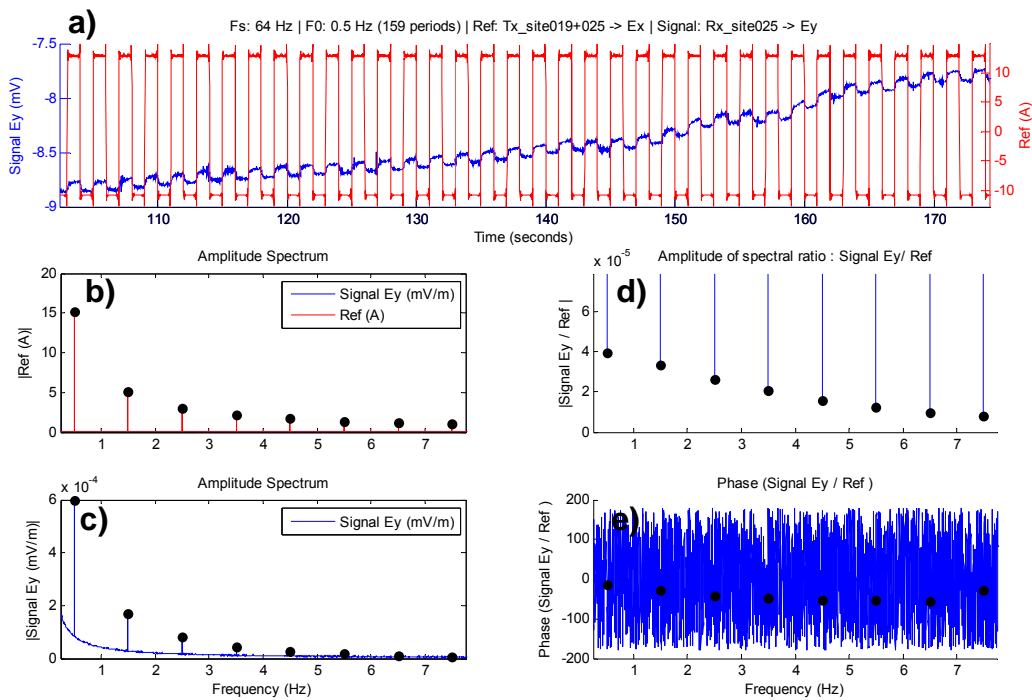 a)
Fs: 64 Hz | F0: 0.5 Hz (159 periods) | Ref: Tx_site019+025 -> Ex | Signal: Rx_site025 -> Ey
-7.5
-8
-8.5
-9
Signal Ey (mV)
10
5
0
-5
-10
Ref (A)
110 120 130 140 150 160 170
Time (seconds)
b)
Amplitude Spectrum
20
15
10
5
0
|Ref (A)|
Signal Ey (mV/m)
Ref (A)
1 2 3 4 5 6 7
d)
x 10-5
Amplitude of spectral ratio : Signal Ey/ Ref
6
4
2
0
|Signal Ey / Ref |
1 2 3 4 5 6 7
c)
x 10-4
Amplitude Spectrum
6
4
2
0
|Signal Ey (mV/m)|
Signal Ey (mV/m)
1 2 3 4 5 6 7
Frequency (Hz)
e)
Phase (Signal Ey / Ref )
200
100
0
-100
-200
Phase (Signal Ey / Ref )
1 2 3 4 5 6 7
Frequency (Hz)